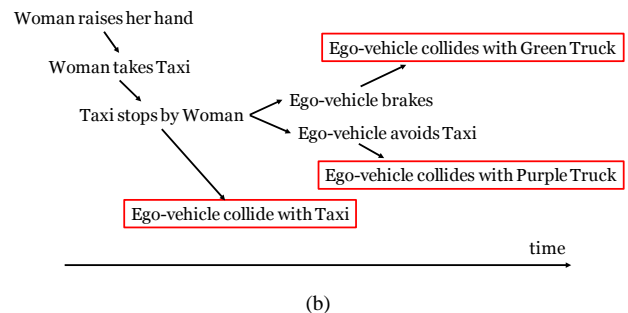 Woman raises her hand
Ego-vehicle collides with Green Truck
Woman takes Taxi
Ego-vehicle brakes
Taxi stops by Woman
Ego-vehicle avoids Taxi
Ego-vehicle collides with Purple Truck
Ego-vehicle collide with Taxi
time
(b)